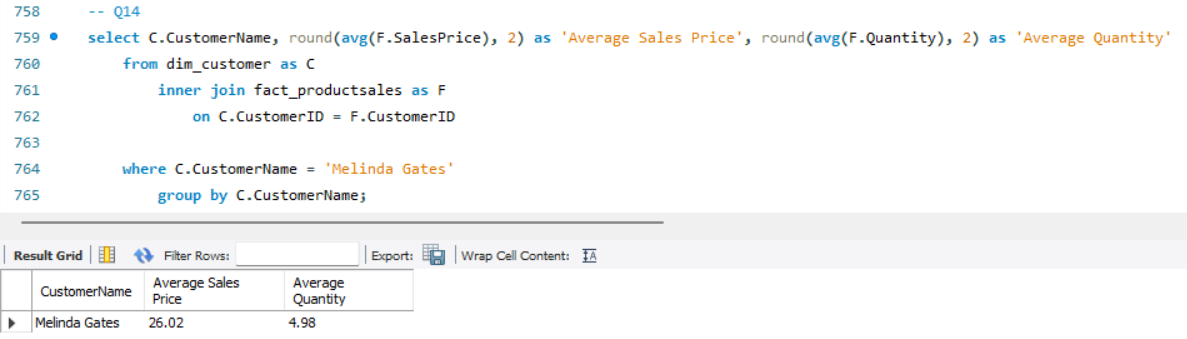 758 -- Q14
759 select C.CustomerName, round(avg(F.SalesPrice), 2) as 'Average Sales Price', round(avg(F.Quantity), 2) as 'Average Quantity'
760 from dim_customer as C
761 inner join fact_productsales as F
762 on C.CustomerID = F.CustomerID
763
764 where C.CustomerName = 'Melinda Gates'
765 group by C.CustomerName;
Result Grid Filter Rows: Export: Wrap Cell Content: IA
CustomerName Average Sales Price Average Quantity
Melinda Gates 26.02 4.98